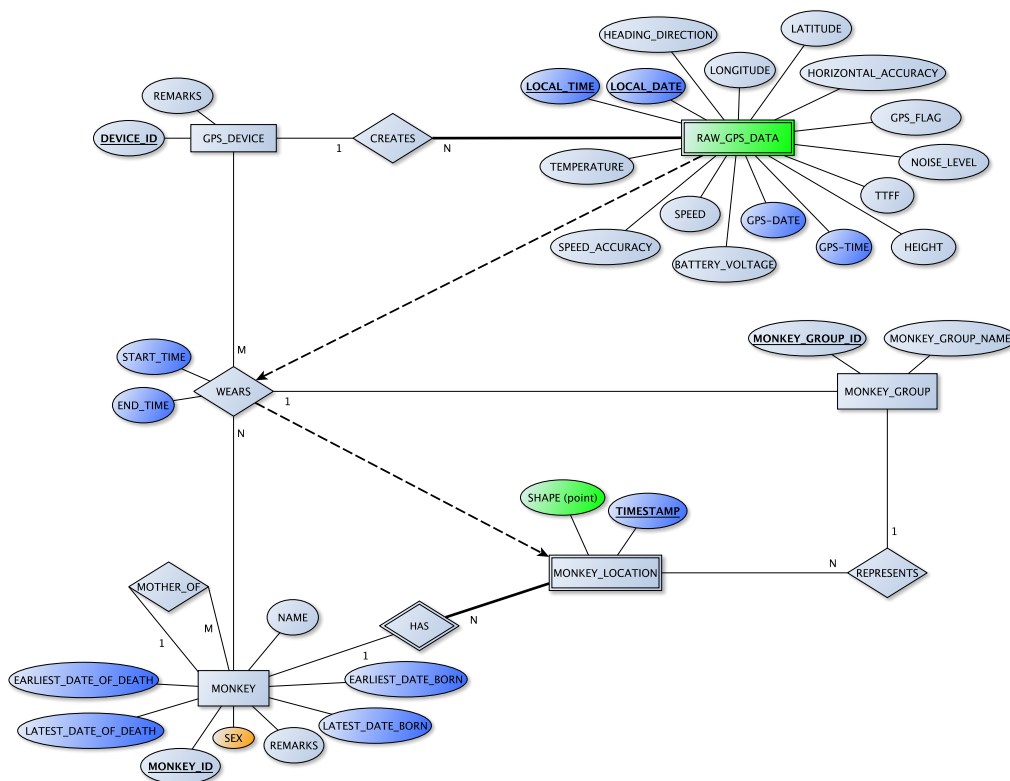 HEADING_DIRECTION
LATITUDE
LONGITUDE
HORIZONTAL_ACCURACY
REMARKS
LOCAL_TIME
LOCAL_DATE
GPS_FLAG
DEVICE_ID
GPS_DEVICE
CREATES
RAW_GPS_DATA
1
N
TEMPERATURE
NOISE_LEVEL
TTFF
SPEED
GPS-DATE
SPEED_ACCURACY
GPS-TIME
HEIGHT
BATTERY_VOLTAGE
MONKEY_GROUP_ID
MONKEY_GROUP_NAME
M
START_TIME
WEARS
MONKEY_GROUP
END_TIME
1
N
SHAPE (point)
TIMESTAMP
1
MONKEY_LOCATION
N
REPRESENTS
MOTHER_OF
NAME
HAS
N
M
1
1
EARLIEST_DATE_OF_DEATH
MONKEY
EARLIEST_DATE_BORN
LATEST_DATE_OF_DEATH
LATEST_DATE_BORN
SEX
REMARKS
MONKEY_ID